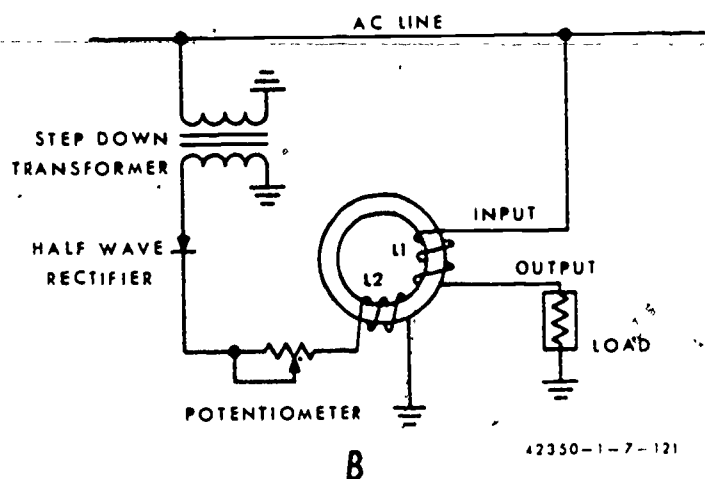 AC LINE
STEP DOWN
TRANSFORMER
INPUT
HALF WAVE
RECTIFIER
L1
OUTPUT
L2
LOAD
POTENTIOMETER
42350-1-7-121
B